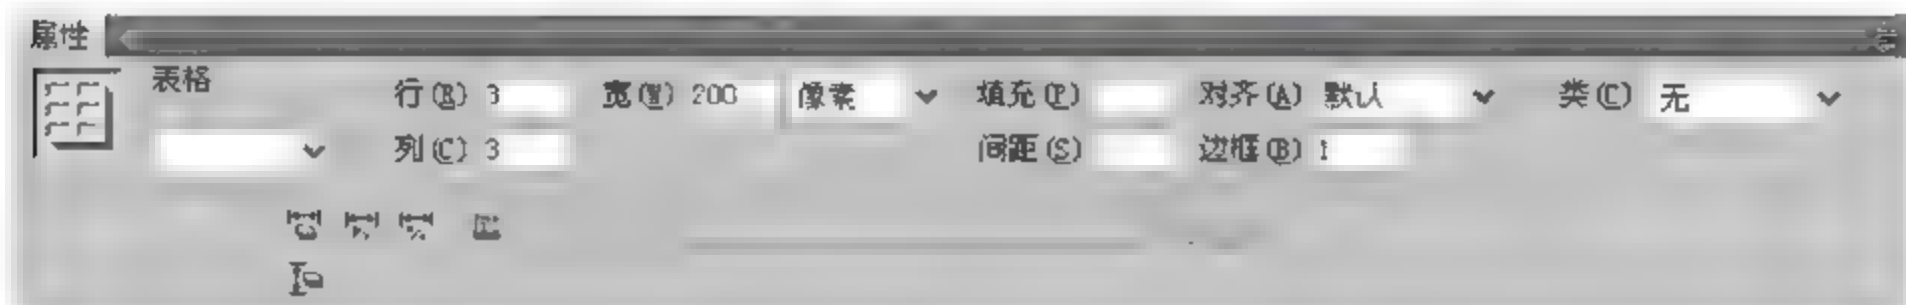 属性
表格 行(R) 3 宽(W) 200 像素 填充(P) 对齐(A) 默认 类(C) 无
列(C) 3 间距(S) 边框(B) 1